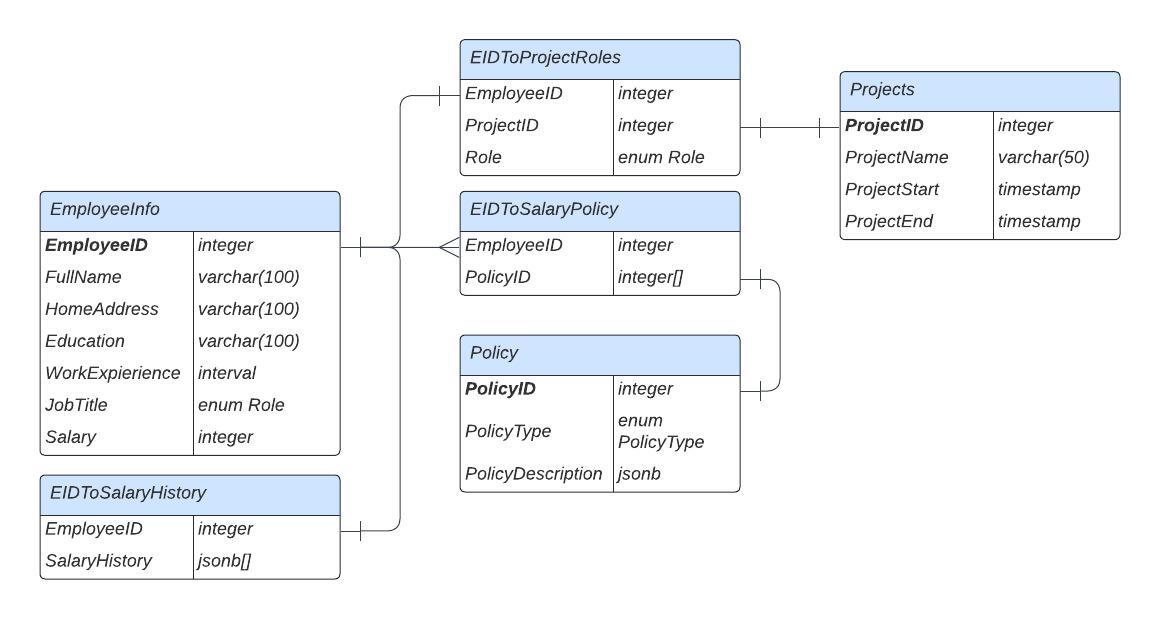 EIDToProjectRoles
EmployeeID integer
ProjectID integer
Role enum Role
Projects
ProjectID integer
ProjectName varchar(50)
ProjectStart timestamp
ProjectEnd timestamp
EmployeeInfo
EmployeeID integer
FullName varchar(100)
HomeAddress varchar(100)
Education varchar(100)
WorkExpierience interval
JobTitle enum Role
Salary integer
EIDToSalaryPolicy
EmployeeID integer
PolicyID integer[]
Policy
PolicyID integer
PolicyType enum
PolicyType
PolicyDescription jsonb
EIDToSalaryHistory
EmployeeID integer
SalaryHistory jsonb[]